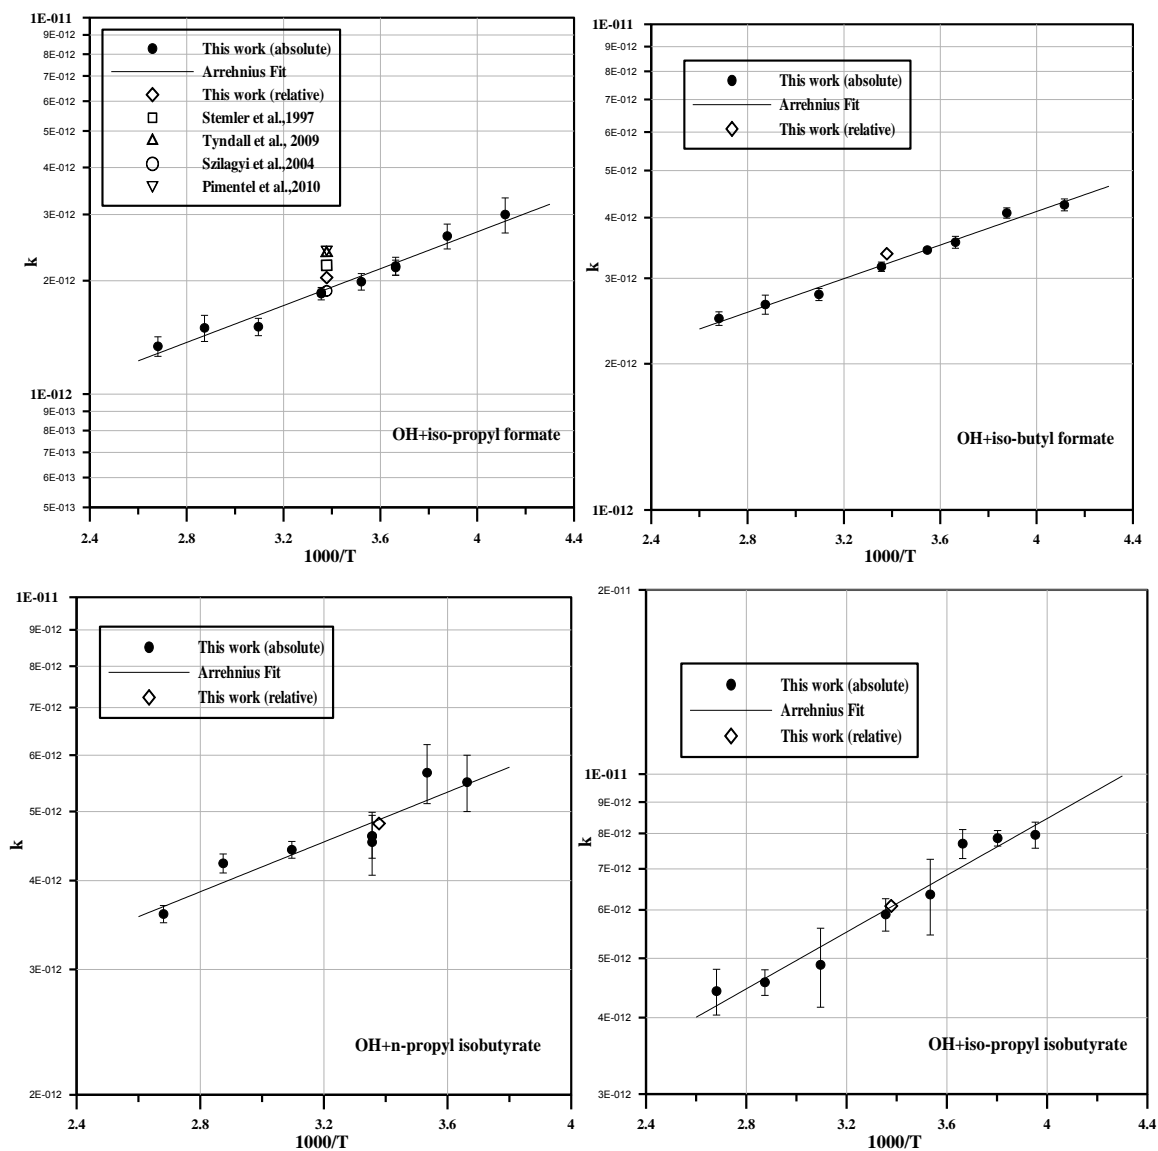 1E-011
9E-012
8E-012
7E-012
6E-012
5E-012
4E-012
3E-012
2E-012
1E-012
9E-013
8E-013
7E-013
6E-013
5E-013
k
This work (absolute)
Arrehnius Fit
This work (relative)
Stemler et al.,1997
Tyndall et al., 2009
Szilagyi et al.,2004
Pimentel et al.,2010
OH+iso-propyl formate
2.4 2.8 3.2 3.6 4 4.4
1000/T
1E-011
9E-012
8E-012
7E-012
6E-012
5E-012
4E-012
3E-012
2E-012
1E-012
k
This work (absolute)
Arrehnius Fit
This work (relative)
OH+iso-butyl formate
2.4 2.8 3.2 3.6 4 4.4
1000/T
1E-011
9E-012
8E-012
7E-012
6E-012
5E-012
4E-012
3E-012
2E-012
k
This work (absolute)
Arrehnius Fit
This work (relative)
OH+n-propyl isobutyrate
2.4 2.8 3.2 3.6 4
1000/T
2E-011
1E-011
9E-012
8E-012
7E-012
6E-012
5E-012
4E-012
3E-012
k
This work (absolute)
Arrehnius Fit
This work (relative)
OH+iso-propyl isobutyrate
2.4 2.8 3.2 3.6 4 4.4
1000/T